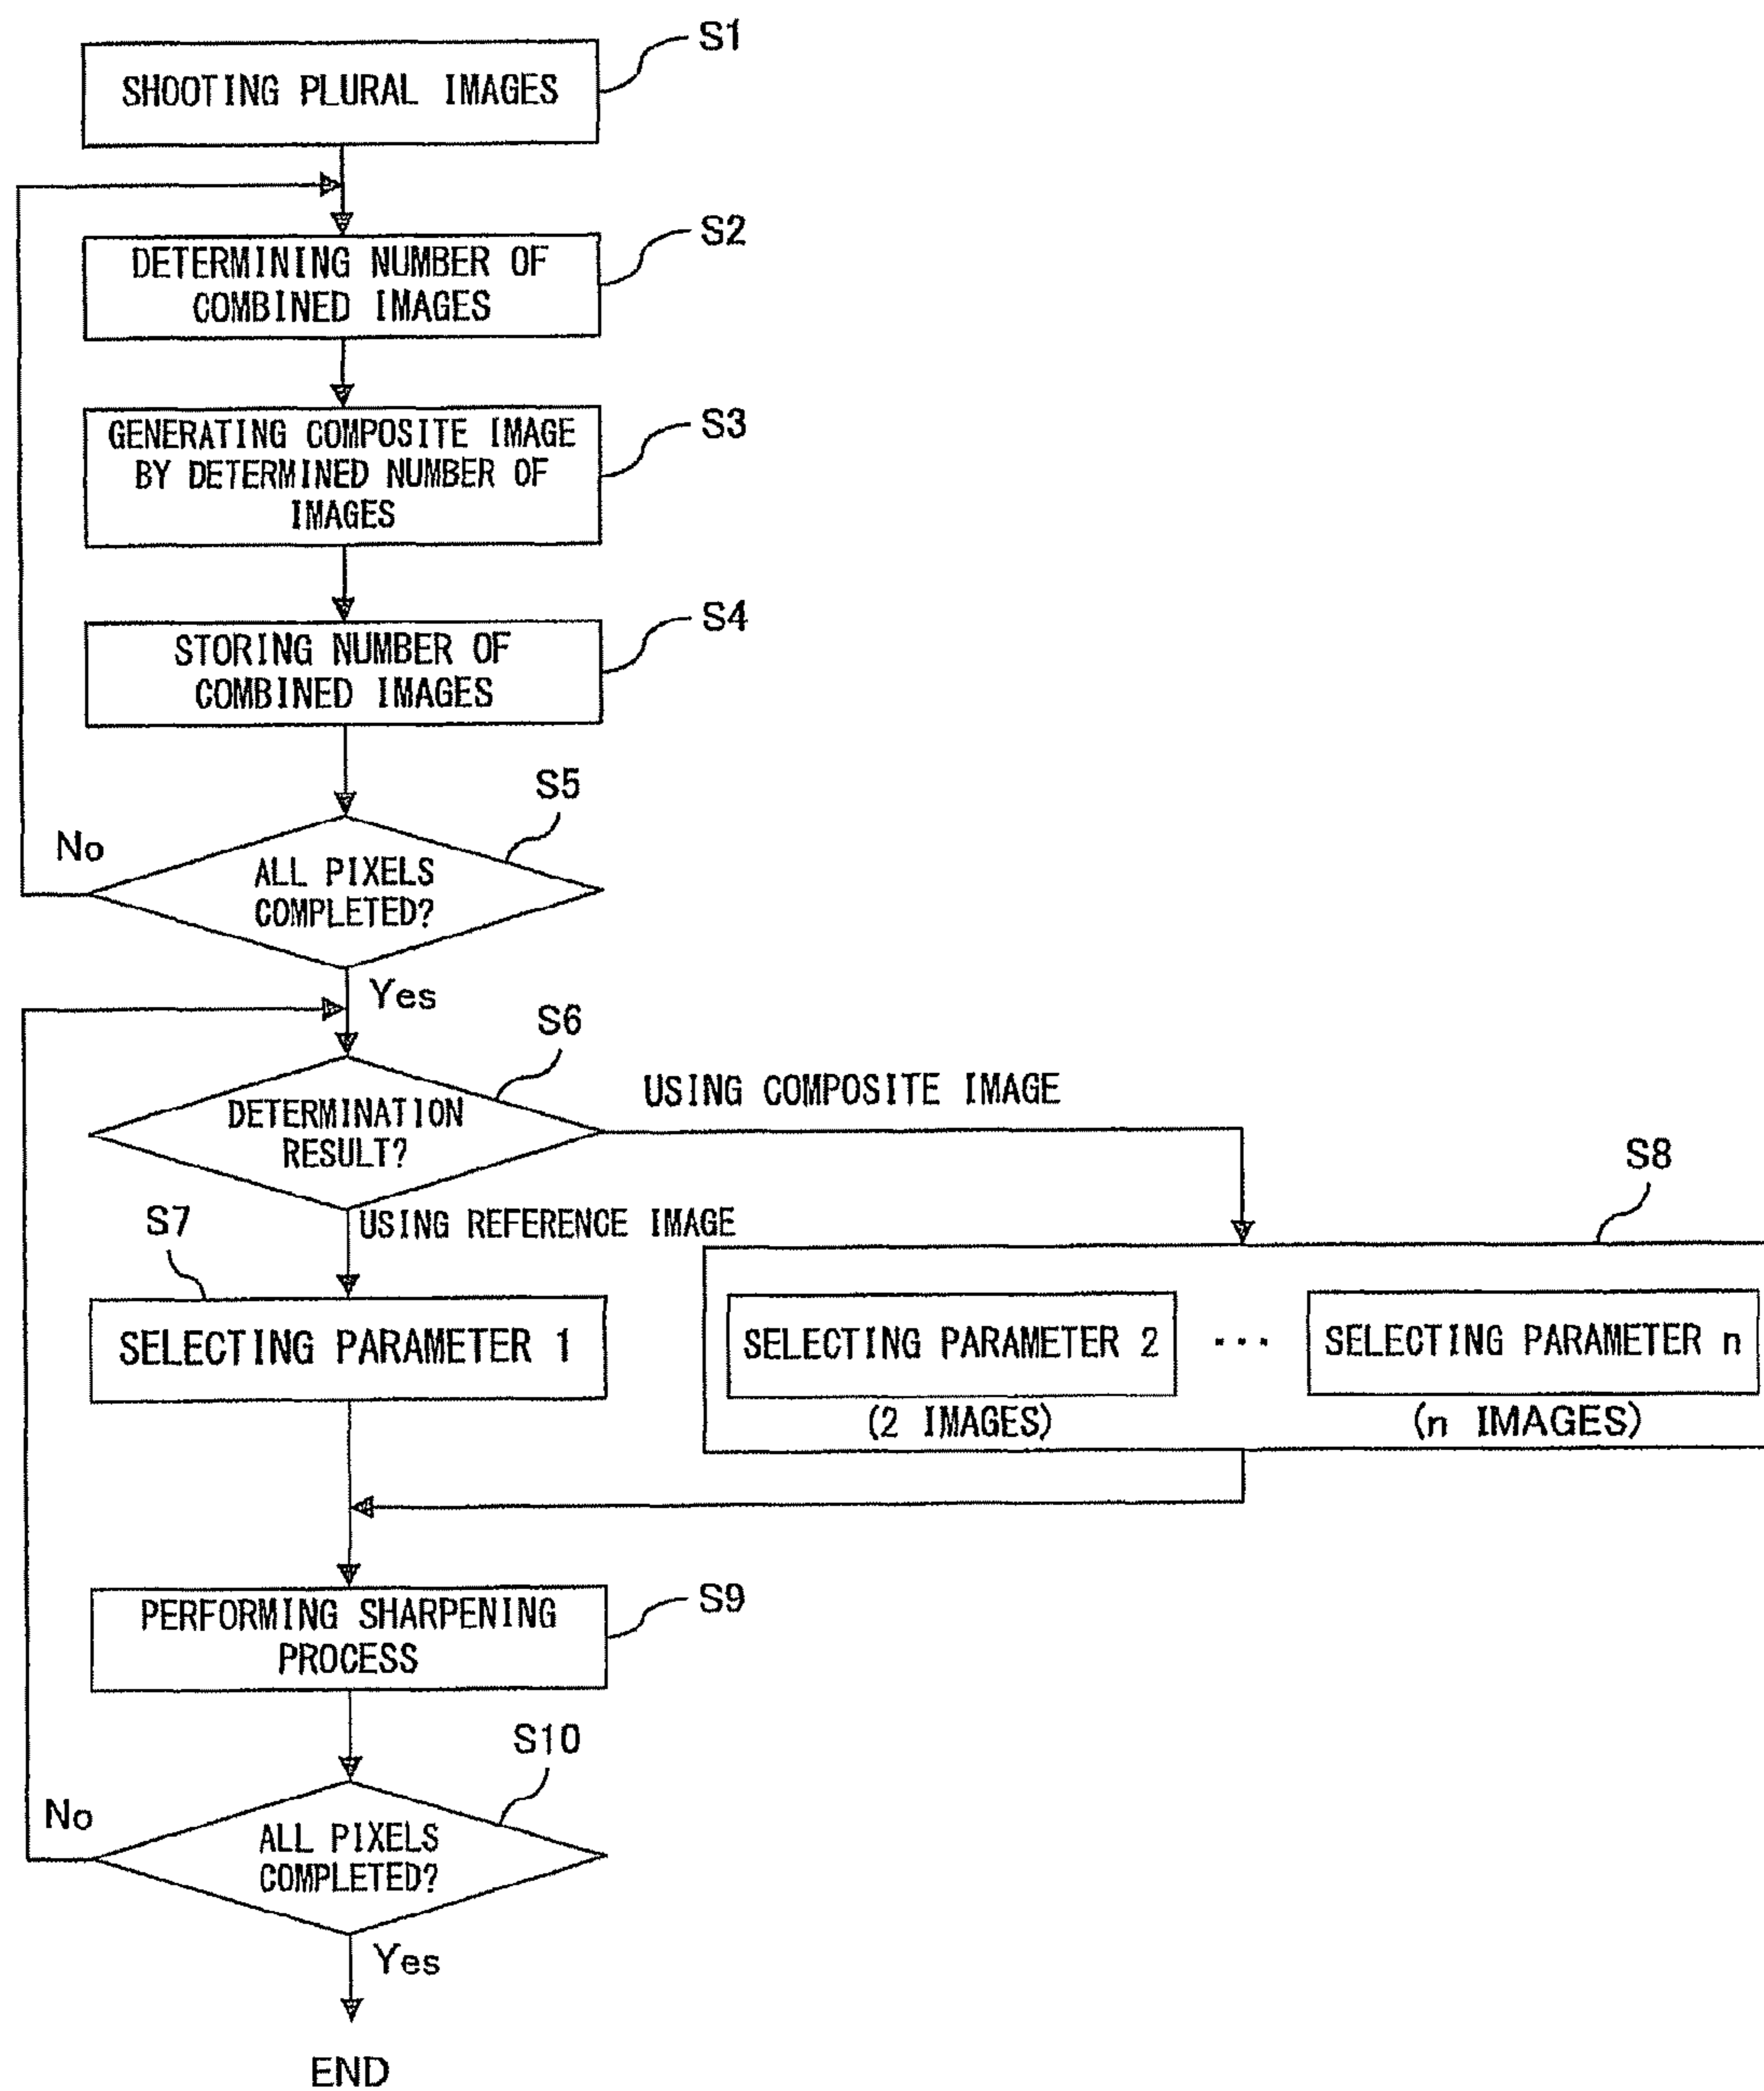 S1
SHOOTING PLURAL IMAGES
S2
DETERMINING NUMBER OF
COMBINED IMAGES
S3
GENERATING COMPOSITE IMAGE
BY DETERMINED NUMBER OF
IMAGES
S4
STORING NUMBER OF
COMBINED IMAGES
S5
No
ALL PIXELS
COMPLETED?
Yes
S6
USING COMPOSITE IMAGE
DETERMINATION
RESULT?
S8
S7
USING REFERENCE IMAGE
SELECTING PARAMETER 1
SELECTING PARAMETER 2
...
SELECTING PARAMETER n
(2 IMAGES)
(n IMAGES)
S9
PERFORMING SHARPENING
PROCESS
S10
No
ALL PIXELS
COMPLETED?
Yes
END